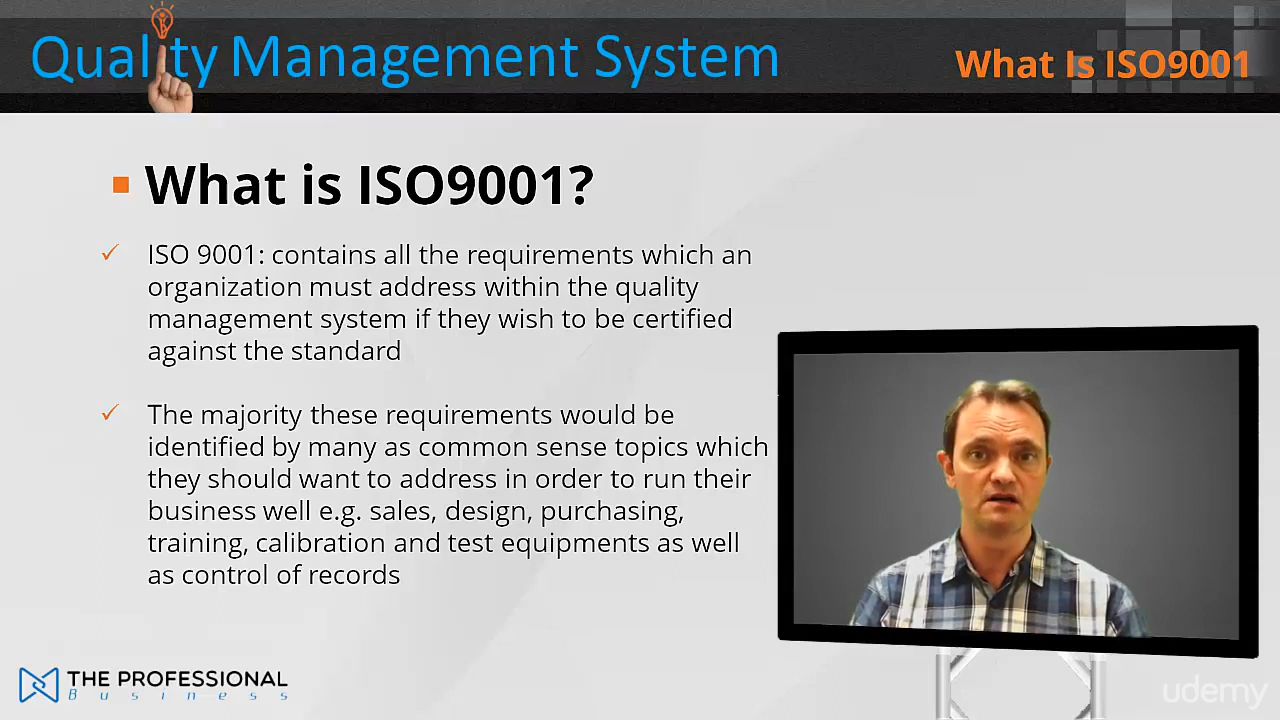 Quality Management System
What Is ISO9001
What is ISO9001?
ISO 9001: contains all the requirements which an
organization must address within the quality
management system if they wish to be certified
against the standard
The majority these requirements would be
identified by many as common sense topics which
they should want to address in order to run their
business well e.g. sales, design, purchasing,
training, calibration and test equipments as well
as control of records
THE PROFESSIONAL
Business
udemy